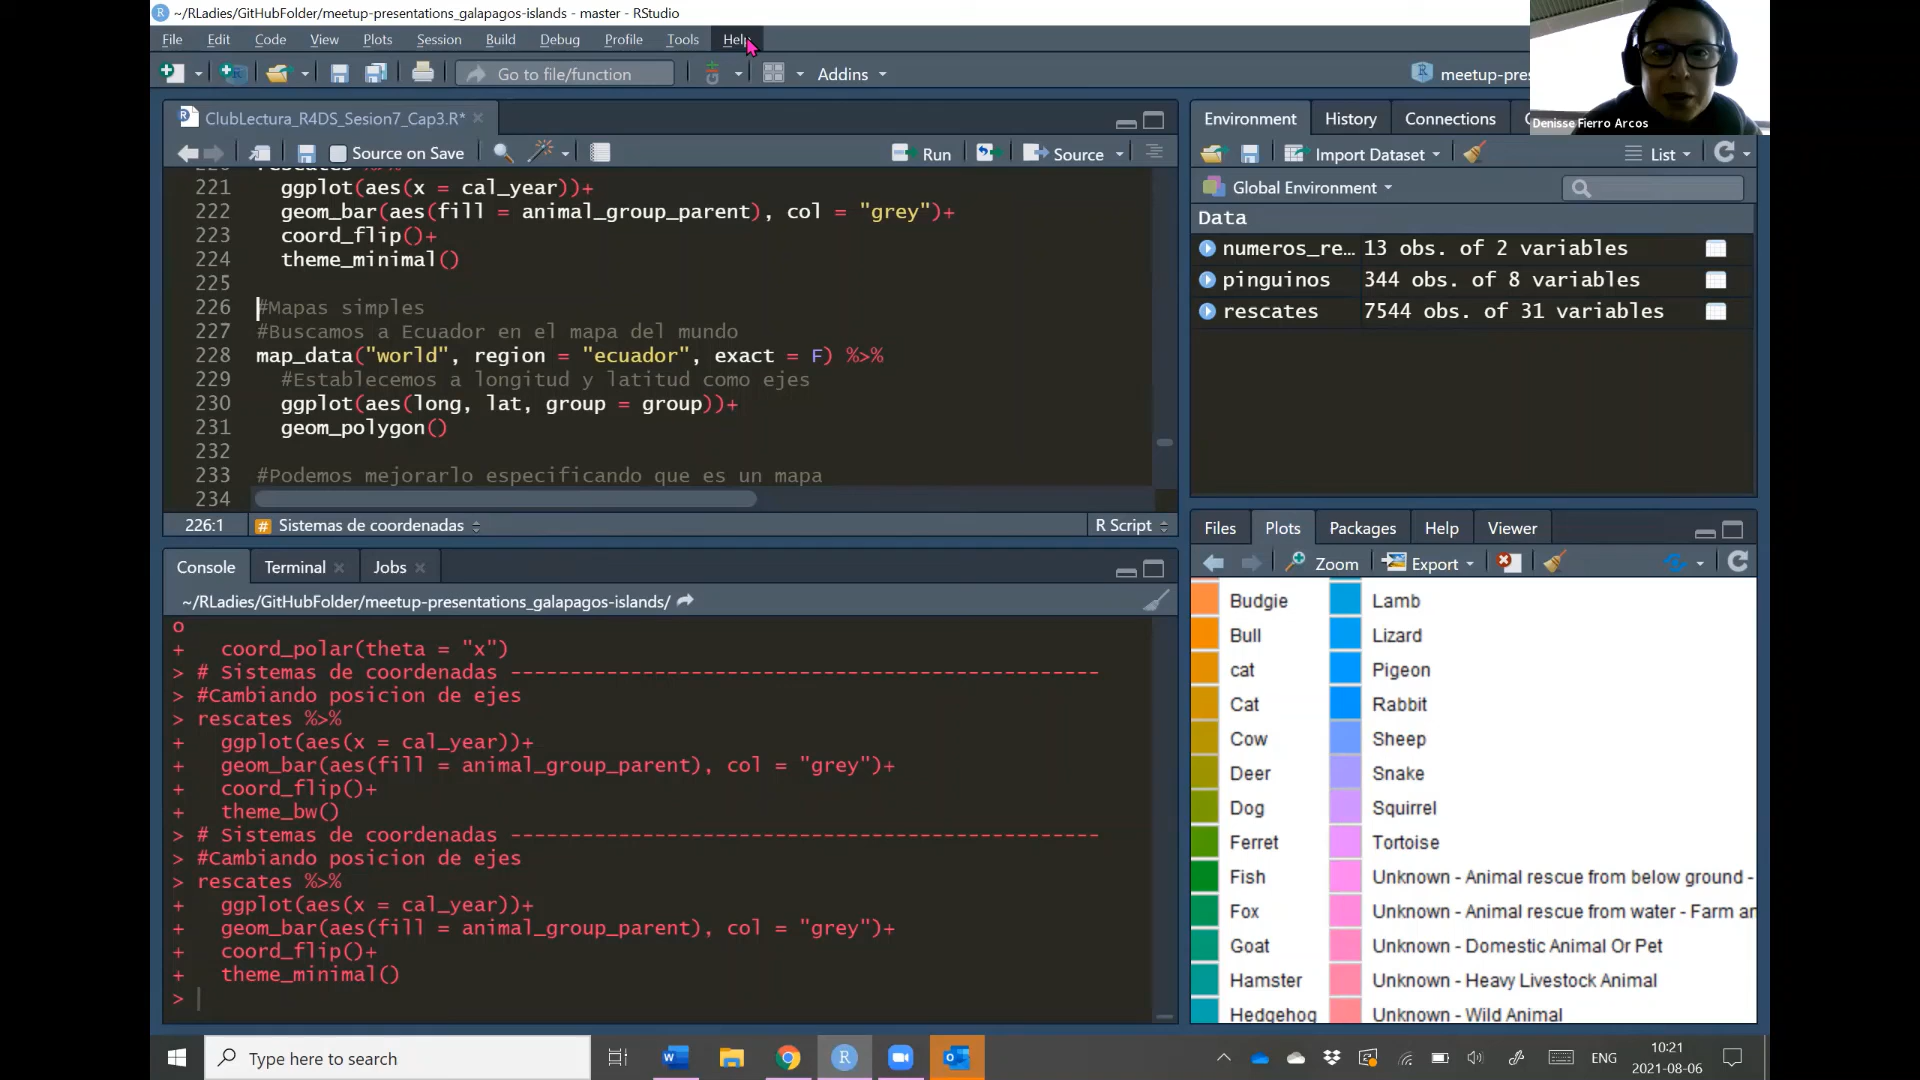 ~/RLadies/GitHubFolder/meetup-presentations_galapagos-islands - master - RStudio
File Edit Code View Plots Session Build Debug Profile Tools Help
Go to file/function Addins meetup-pres
Denisse Fierro Arcos
ClubLectura_R4DS_Sesion7_Cap3.R*
Source on Save Run Source
221 ggplot(aes(x = cal_year))+
222 geom_bar(aes(fill = animal_group_parent), col = "grey")+
223 coord_flip()+
224 theme_minimal()
225
226 #Mapas simples
227 #Buscamos a Ecuador en el mapa del mundo
228 map_data("world", region = "ecuador", exact = F) %>%
229 #Establecemos a longitud y latitud como ejes
230 ggplot(aes(long, lat, group = group))+
231 geom_polygon()
232
233 #Podemos mejorarlo especificando que es un mapa
234
226:1 # Sistemas de coordenadas R Script
Console Terminal Jobs
~/RLadies/GitHubFolder/meetup-presentations_galapagos-islands/
o
+ coord_polar(theta = "x")
> # Sistemas de coordenadas -------------------------------------------------
> #Cambiando posicion de ejes
> rescates %>%
+ ggplot(aes(x = cal_year))+
+ geom_bar(aes(fill = animal_group_parent), col = "grey")+
+ coord_flip()+
+ theme_bw()
> # Sistemas de coordenadas -------------------------------------------------
> #Cambiando posicion de ejes
> rescates %>%
+ ggplot(aes(x = cal_year))+
+ geom_bar(aes(fill = animal_group_parent), col = "grey")+
+ coord_flip()+
+ theme_minimal()
>
Environment History Connections
Import Dataset List
Global Environment
Data
numeros_re… 13 obs. of 2 variables
pinguinos 344 obs. of 8 variables
rescates 7544 obs. of 31 variables
Files Plots Packages Help Viewer
Zoom Export
Budgie Lamb
Bull Lizard
cat Pigeon
Cat Rabbit
Cow Sheep
Deer Snake
Dog Squirrel
Ferret Tortoise
Fish Unknown - Animal rescue from below ground -
Fox Unknown - Animal rescue from water - Farm an
Goat Unknown - Domestic Animal Or Pet
Hamster Unknown - Heavy Livestock Animal
Hedgehog Unknown - Wild Animal
Type here to search
ENG
10:21
2021-08-06